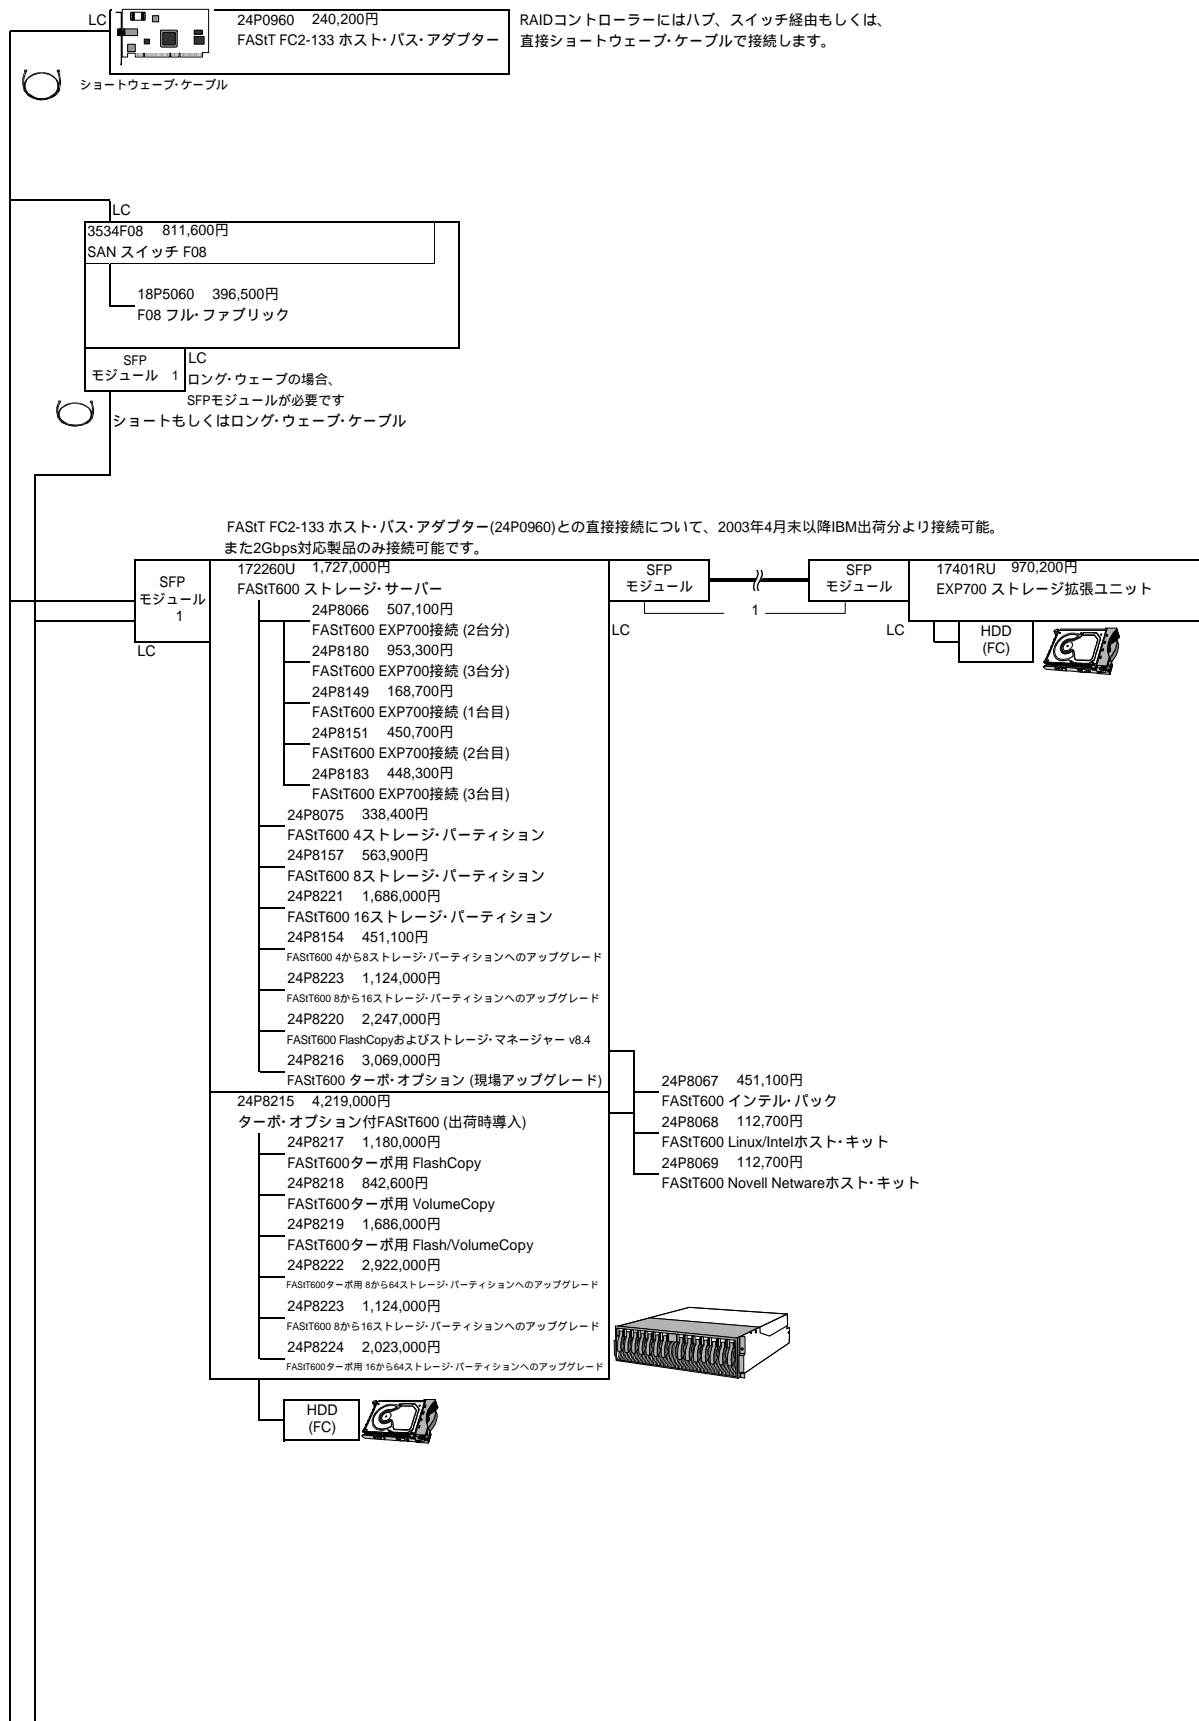 LC
24P0960 240,200円
FAStT FC2-133 ホスト・バス・アダプター
RAIDコントローラーにはハブ、スイッチ経由もしくは、
直接ショートウェーブ・ケーブルで接続します。
ショートウェーブ・ケーブル
LC
3534F08 811,600円
SAN スイッチ F08
18P5060 396,500円
F08 フル・ファブリック
SFP
モジュール 1
LC
ロング・ウェーブの場合、
SFPモジュールが必要です
ショートもしくはロング・ウェーブ・ケーブル
FAStT FC2-133 ホスト・バス・アダプター(24P0960)との直接接続について、2003年4月末以降IBM出荷分より接続可能。
また2Gbps対応製品のみ接続可能です。
SFP
モジュール
1
LC
172260U 1,727,000円
FAStT600 ストレージ・サーバー
24P8066 507,100円
FAStT600 EXP700接続 (2台分)
24P8180 953,300円
FAStT600 EXP700接続 (3台分)
24P8149 168,700円
FAStT600 EXP700接続 (1台目)
24P8151 450,700円
FAStT600 EXP700接続 (2台目)
24P8183 448,300円
FAStT600 EXP700接続 (3台目)
24P8075 338,400円
FAStT600 4ストレージ・パーティション
24P8157 563,900円
FAStT600 8ストレージ・パーティション
24P8221 1,686,000円
FAStT600 16ストレージ・パーティション
24P8154 451,100円
FAStT600 4から8ストレージ・パーティションへのアップグレード
24P8223 1,124,000円
FAStT600 8から16ストレージ・パーティションへのアップグレード
24P8220 2,247,000円
FAStT600 FlashCopyおよびストレージ・マネージャー v8.4
24P8216 3,069,000円
FAStT600 ターボ・オプション (現場アップグレード)
SFP
モジュール
LC
1
SFP
モジュール
LC
17401RU 970,200円
EXP700 ストレージ拡張ユニット
HDD
(FC)
24P8067 451,100円
FAStT600 インテル・パック
24P8068 112,700円
FAStT600 Linux/Intelホスト・キット
24P8069 112,700円
FAStT600 Novell Netwareホスト・キット
24P8215 4,219,000円
ターボ・オプション付FAStT600 (出荷時導入)
24P8217 1,180,000円
FAStT600ターボ用 FlashCopy
24P8218 842,600円
FAStT600ターボ用 VolumeCopy
24P8219 1,686,000円
FAStT600ターボ用 Flash/VolumeCopy
24P8222 2,922,000円
FAStT600ターボ用 8から64ストレージ・パーティションへのアップグレード
24P8223 1,124,000円
FAStT600 8から16ストレージ・パーティションへのアップグレード
24P8224 2,023,000円
FAStT600ターボ用 16から64ストレージ・パーティションへのアップグレード
HDD
(FC)